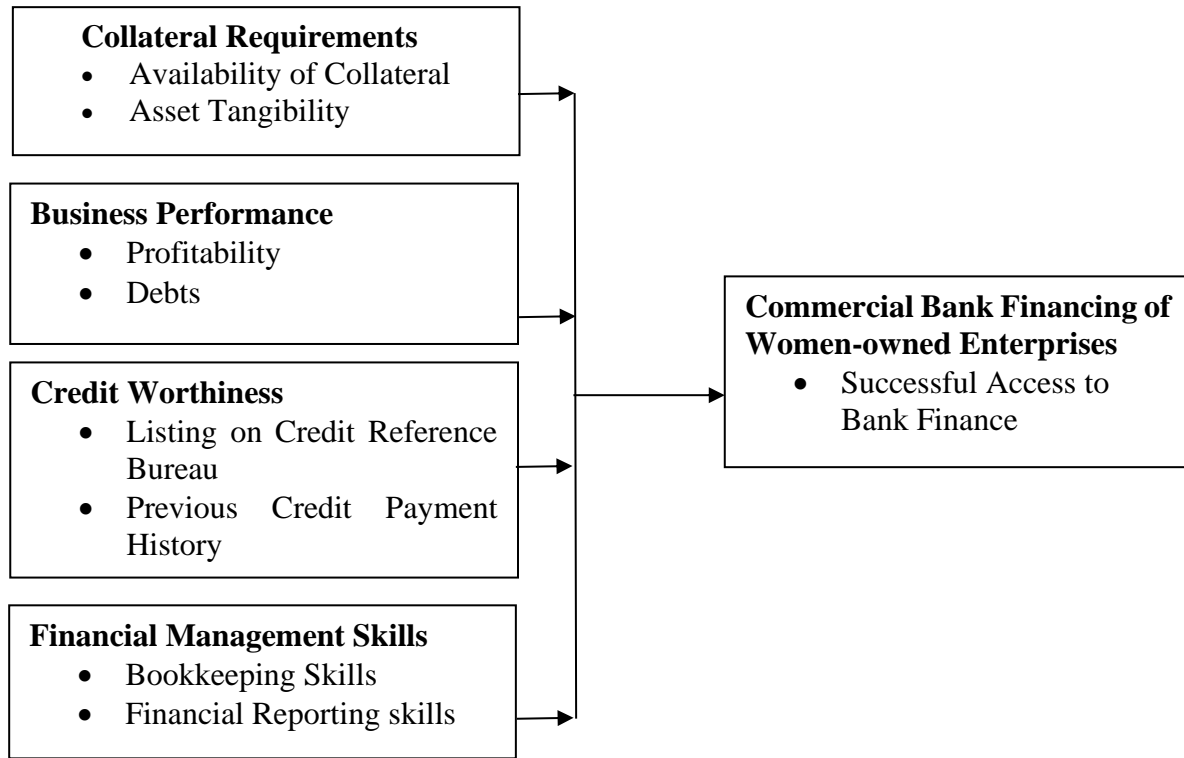 Collateral Requirements
• Availability of Collateral
• Asset Tangibility
Business Performance
• Profitability
• Debts
Credit Worthiness
• Listing on Credit Reference
Bureau
• Previous Credit Payment
History
Financial Management Skills
• Bookkeeping Skills
• Financial Reporting skills
Commercial Bank Financing of
Women-owned Enterprises
• Successful Access to
Bank Finance